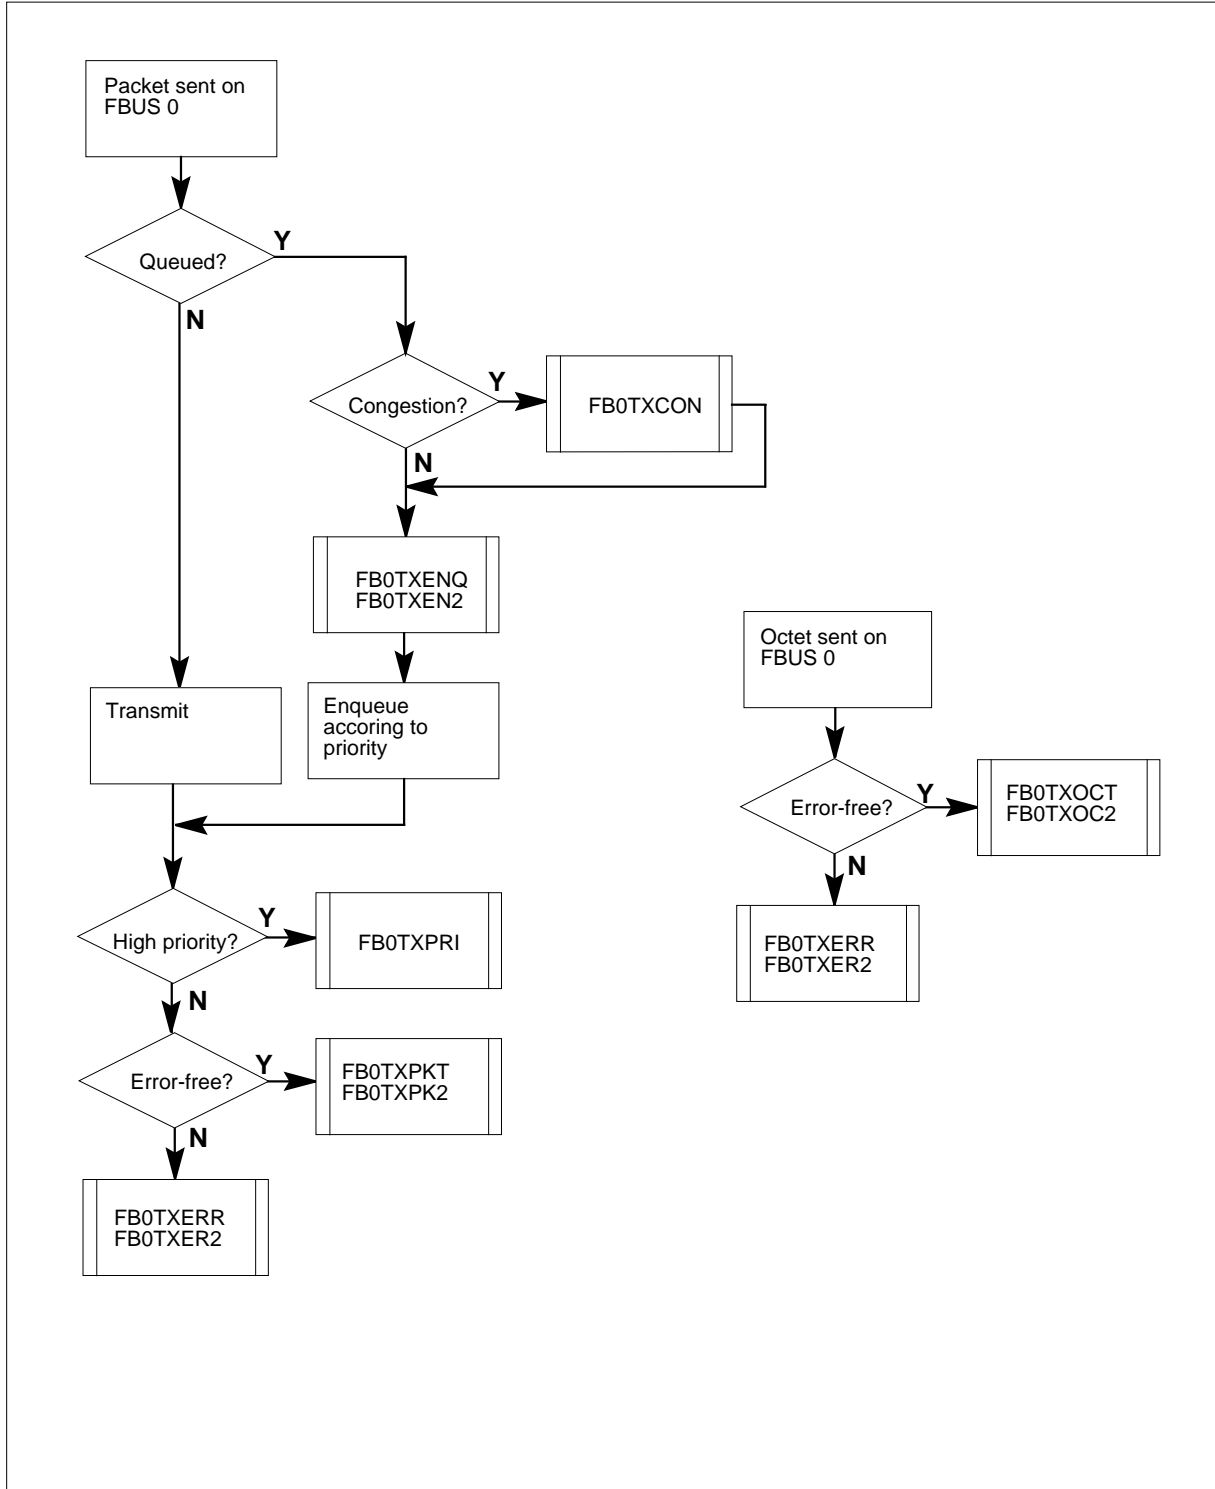 Packet sent on
FBUS 0
Queued?
Y
N
Congestion?
Y
N
FB0TXCON
FB0TXENQ
FB0TXEN2
Transmit
Enqueue
accoring to
priority
High priority?
Y
N
FB0TXPRI
Error-free?
Y
N
FB0TXPKT
FB0TXPK2
FB0TXERR
FB0TXER2
Octet sent on
FBUS 0
Error-free?
Y
N
FB0TXOCT
FB0TXOC2
FB0TXERR
FB0TXER2